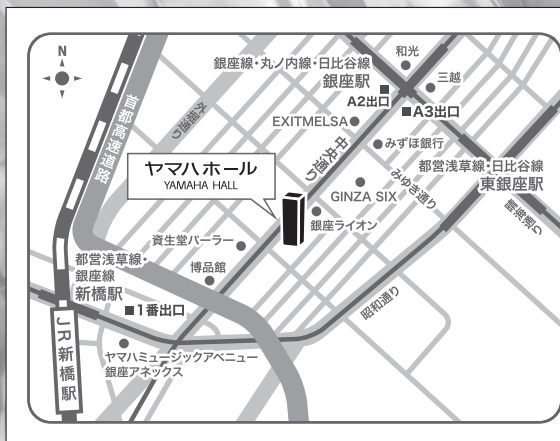 N
和光
銀座線・丸ノ内線・日比谷線
銀座駅
三越
A2出口
A3出口
EXITMELSA
首都高速道路
外堀通り
中央通り
みずほ銀行
都営浅草線・日比谷線
東銀座駅
みゆき通り
晴海通り
ヤマハホール
YAMAHA HALL
GINZA SIX
銀座ライオン
資生堂パーラー
博品館
都営浅草線・
銀座線
新橋駅
1番出口
昭和通り
JR新橋駅
ヤマハミュージックアベニュー
銀座アネックス